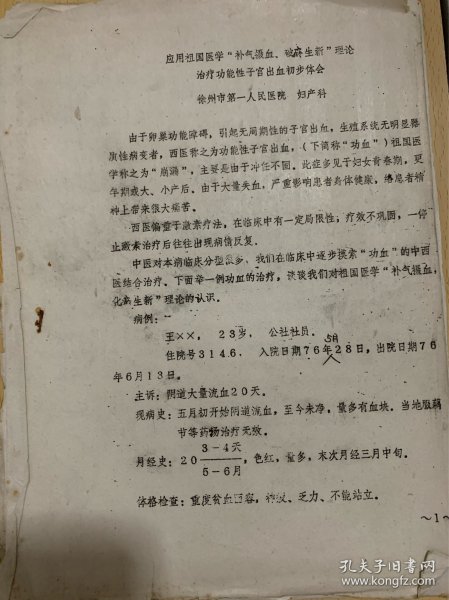 应用祖国医学“补气摄血、破瘀生新”理论
治疗功能性子宫出血初步体会
徐州市第一人民医院 妇产科
由于卵巢功能障碍，引起无周期性的子宫出血，生殖系统无明显器
质性病变者，西医称之为功能性子宫出血，（下简称“功血”）祖国医
学称之为“崩漏”，主要是由于冲任不固。此症多见于妇女青春期，更
年期或大、小产后。由于大量失血，严重影响患者身体健康，给患者精
神上带来很大痛苦。
西医偏重于激素疗法，在临床中有一定局限性，疗效不巩固，一停
止激素治疗后往往出现病情反复。
中医对本病临床分型很多，我们在临床中逐步摸索“功血”的中西
医结合治疗。下面举一例功血的治疗，谈谈我们对祖国医学“补气摄血，
化瘀生新”理论的认识。
病例：一
王××， 23岁， 公社社员。
住院号3146。 入院日期76年5月28日，出院日期76
年6月13日。
主诉：阴道大量流血20天。
现病史：五月初开始阴道流血，至今未净，量多有血块。当地服藕
节等药物治疗无效。
月经史：20 3-4天/5-6月，色红，量多，末次月经三月中旬。
体格检查：重度贫血面容，神疲、乏力、不能站立。
～1～
孔夫子旧书网
www.kongfz.com